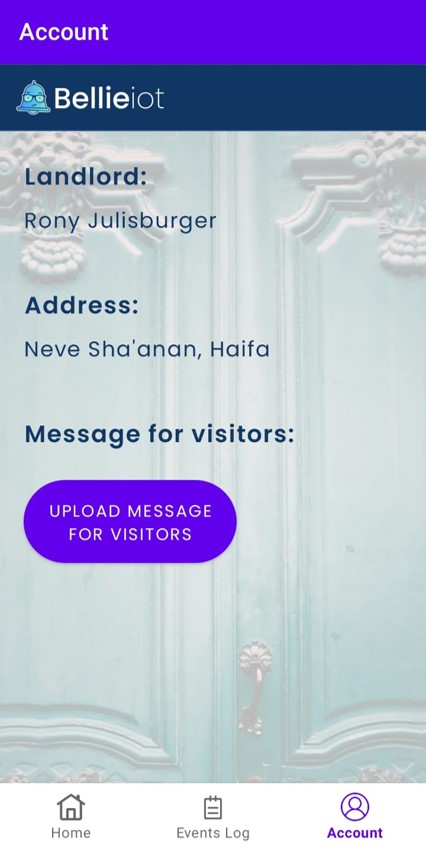 Account
Bellieiot
Landlord:
Rony Julisburger
Address:
Neve Sha'anan, Haifa
Message for visitors:
UPLOAD MESSAGE
FOR VISITORS
Home
Events Log
Account